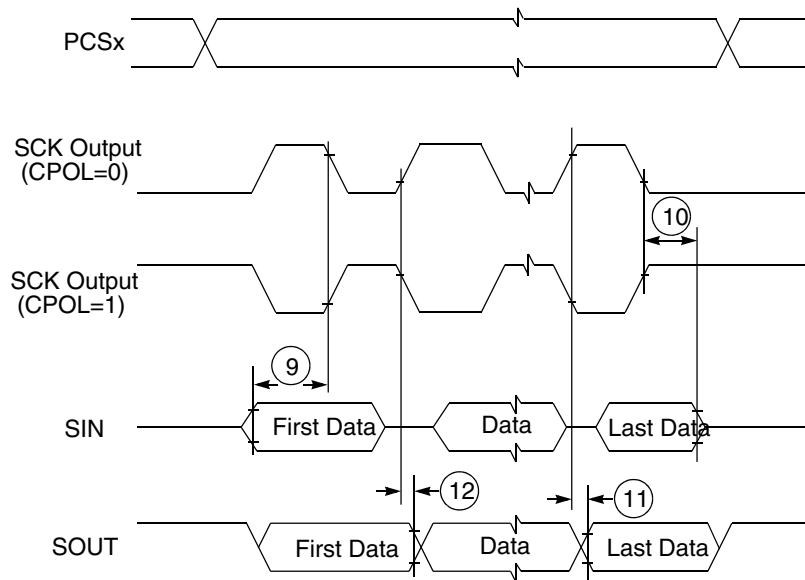 PCSx
SCK Output
(CPOL=0)
10
SCK Output
(CPOL=1)
9
SIN
First Data
Data
Last Data
12
11
SOUT
First Data
Data
Last Data